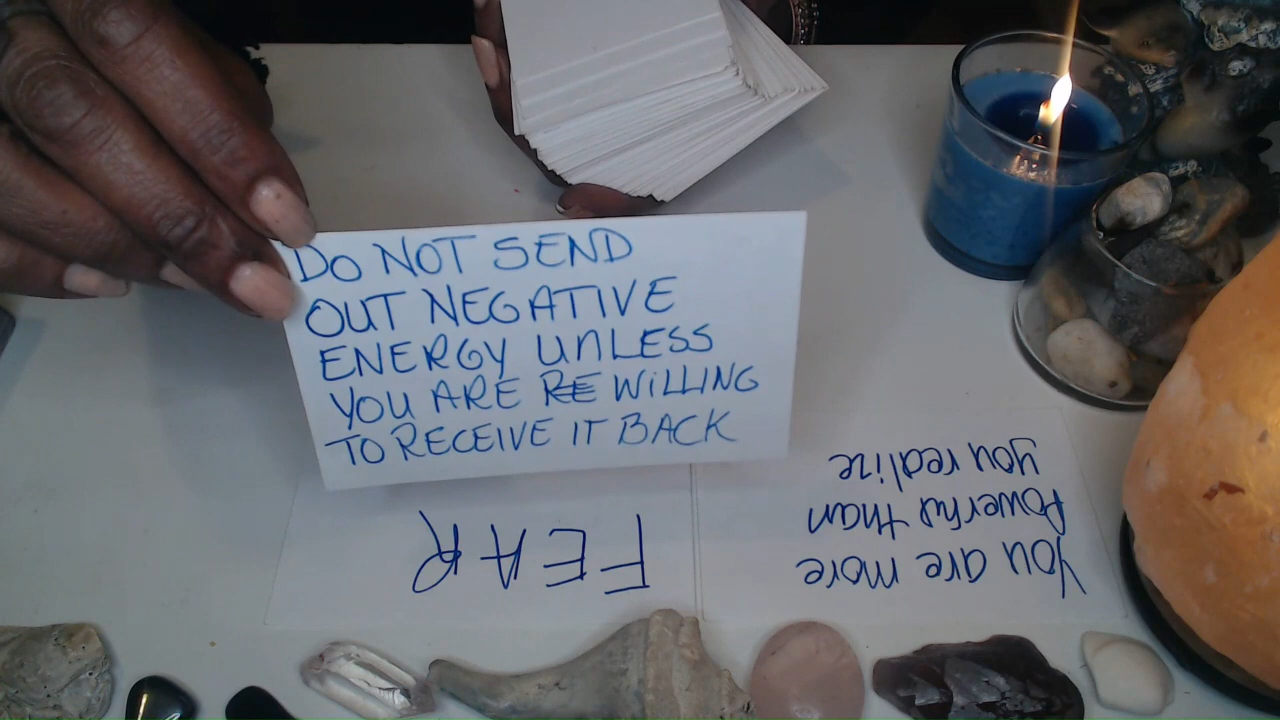 DO NOT SEND
OUT NEGATIVE
ENERGY UNLESS
YOU ARE RE WILLING
TO RECEIVE IT BACK
FEAR
You are more
Powerful than
you realize